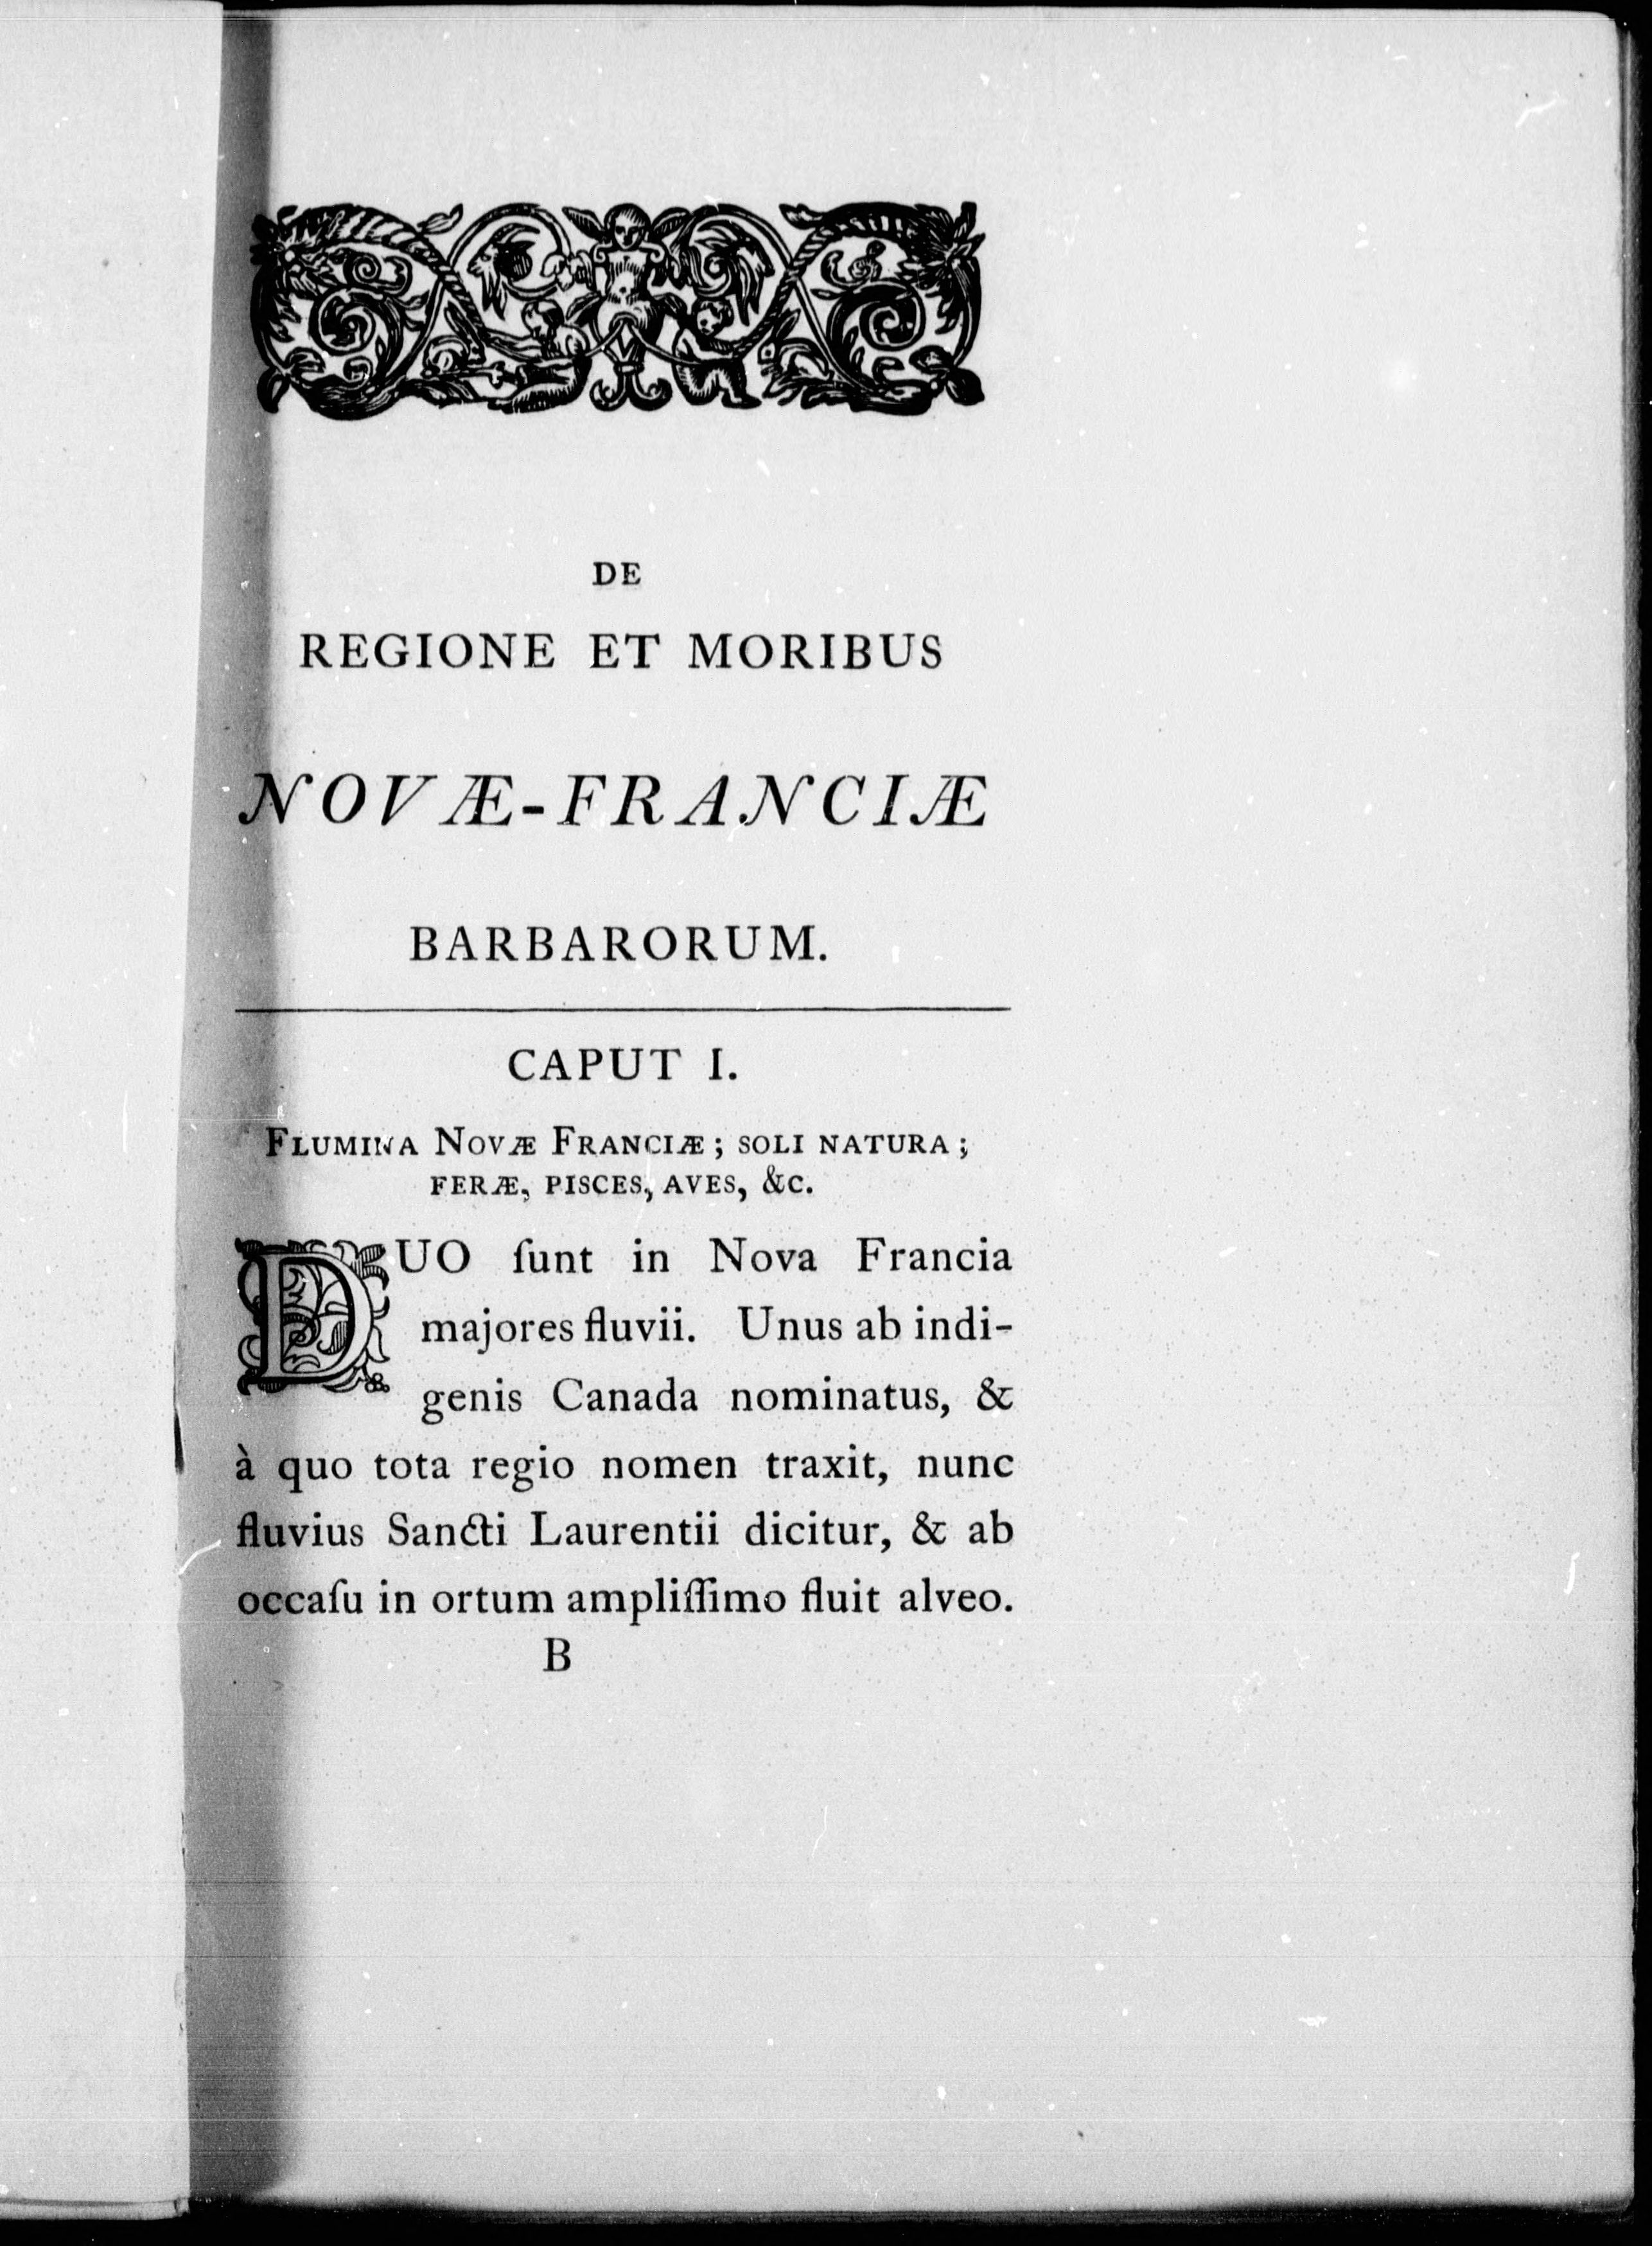 DE
REGIONE ET MORIBUS
NOVÆ-FRANCIÆ
BARBARORUM.
CAPUT I.
FLUMINA NOVÆ FRANCIÆ; SOLI NATURA;
FERÆ, PISCES, AVES, &C.
DUO ſunt in Nova Francia
majores fluvii. Unus ab indi-
genis Canada nominatus, &
à quo tota regio nomen traxit, nunc
fluvius Sancti Laurentii dicitur, & ab
occaſu in ortum ampliſſimo fluit alveo.
B